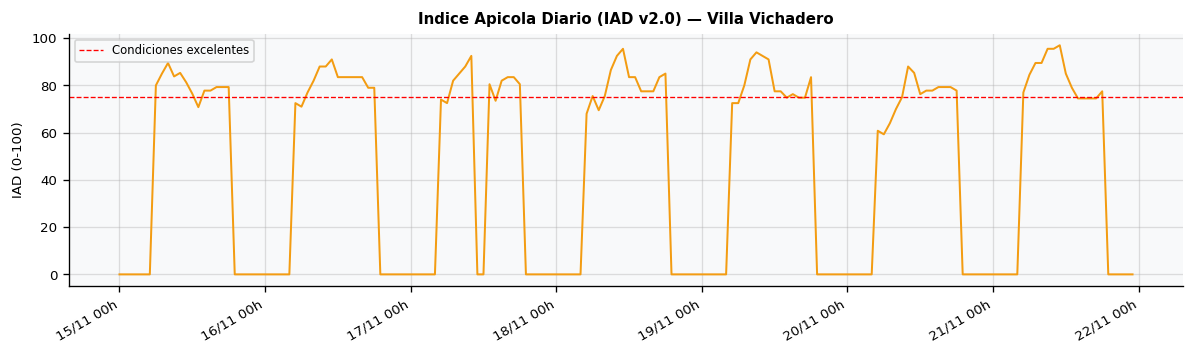 Indice Apicola Diario (IAD v2.0) — Villa Vichadero
Condiciones excelentes
IAD (0-100)
100
80
60
40
20
0
15/11 00h
16/11 00h
17/11 00h
18/11 00h
19/11 00h
20/11 00h
21/11 00h
22/11 00h